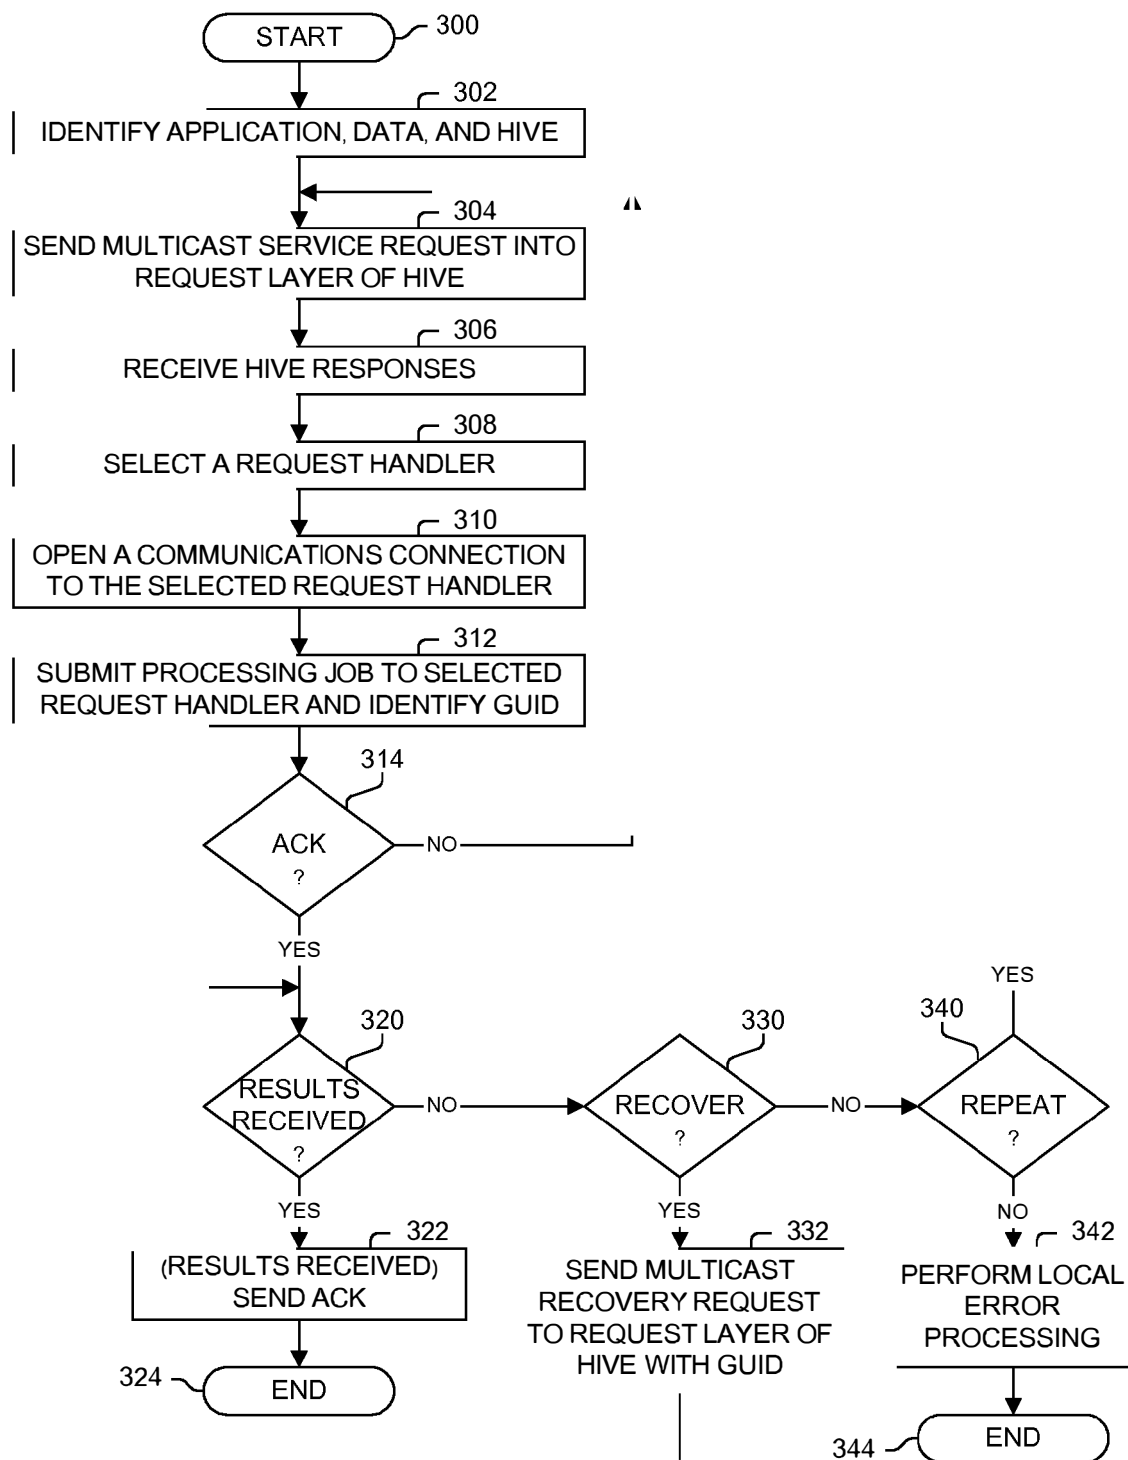 START
300
302
IDENTIFY APPLICATION, DATA, AND HIVE
304
SEND MULTICAST SERVICE REQUEST INTO
REQUEST LAYER OF HIVE
306
RECEIVE HIVE RESPONSES
308
SELECT A REQUEST HANDLER
310
OPEN A COMMUNICATIONS CONNECTION
TO THE SELECTED REQUEST HANDLER
312
SUBMIT PROCESSING JOB TO SELECTED
REQUEST HANDLER AND IDENTIFY GUID
314
ACK
?
NO
YES
320
RESULTS
RECEIVED
?
NO
330
RECOVER
?
NO
YES
340
REPEAT
?
YES
322
(RESULTS RECEIVED)
SEND ACK
324
END
YES
332
SEND MULTICAST
RECOVERY REQUEST
TO REQUEST LAYER OF
HIVE WITH GUID
NO
342
PERFORM LOCAL
ERROR
PROCESSING
344
END